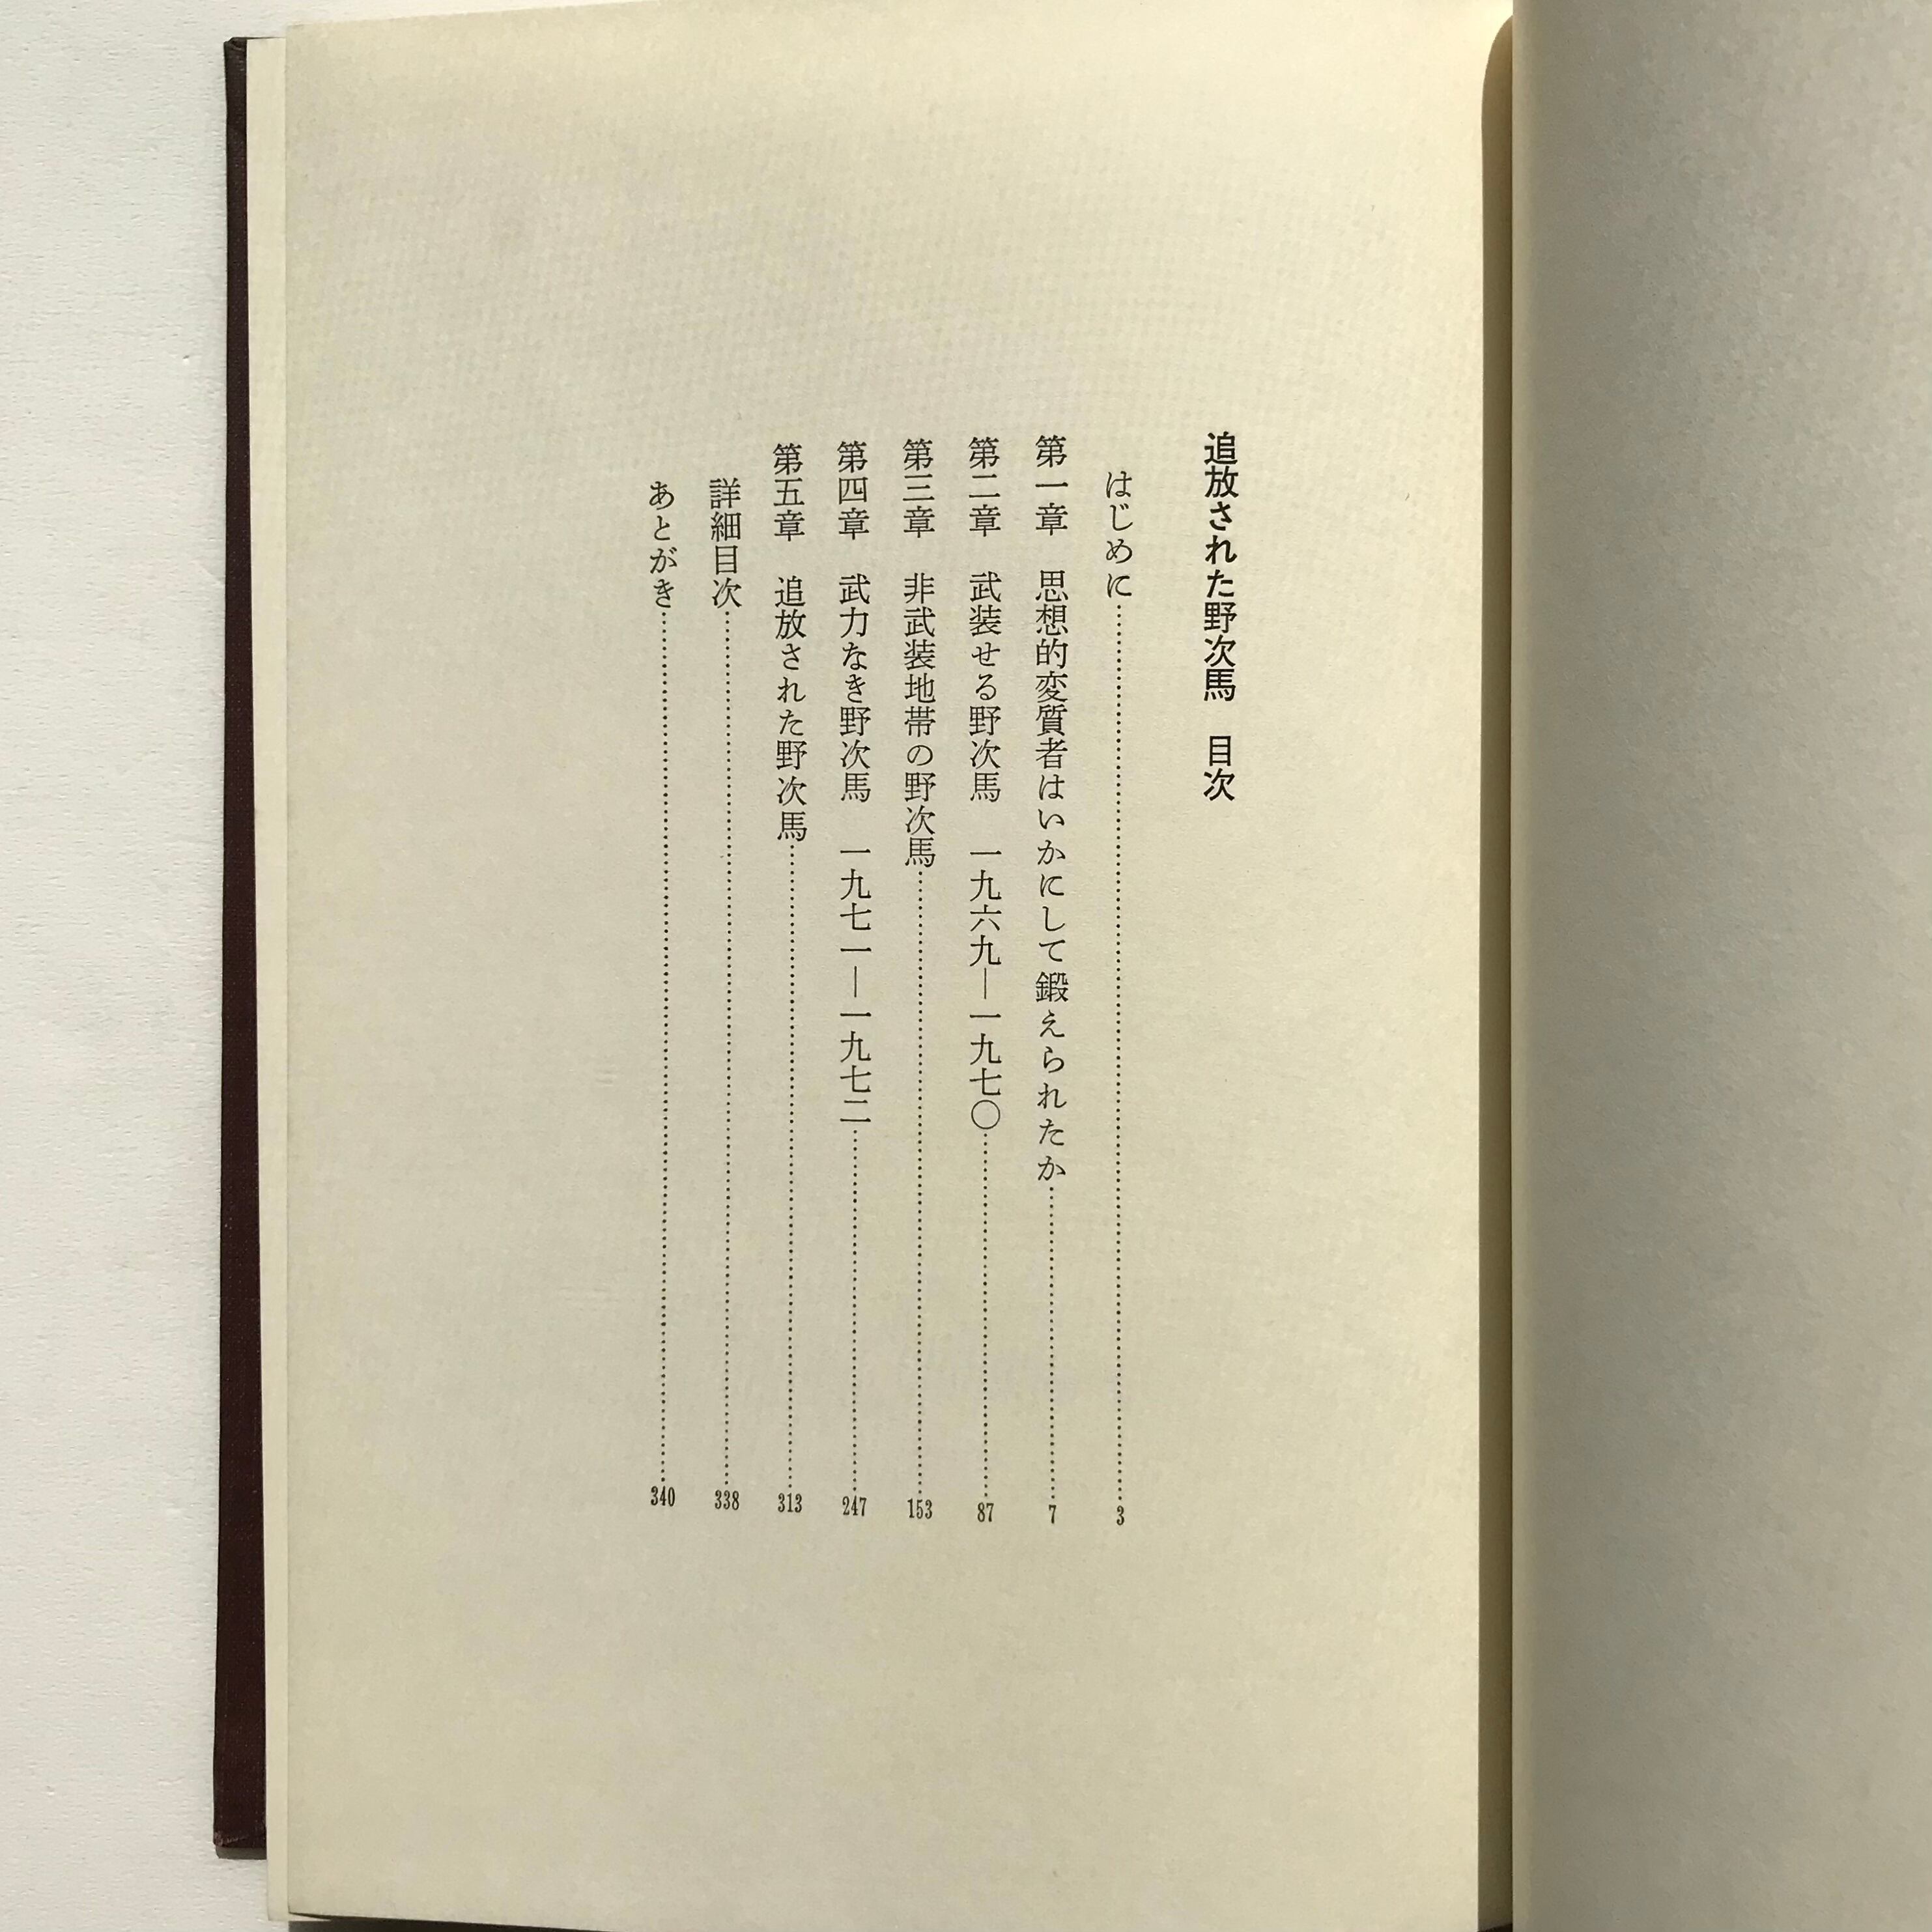 追放された野次馬　目次
はじめに……3
第一章　思想的変質者はいかにして鍛えられたか……7
第二章　武装せる野次馬　一九六九―一九七〇……87
第三章　非武装地帯の野次馬……153
第四章　武力なき野次馬　一九七一―一九七二……247
第五章　追放された野次馬……313
詳細目次……338
あとがき……340